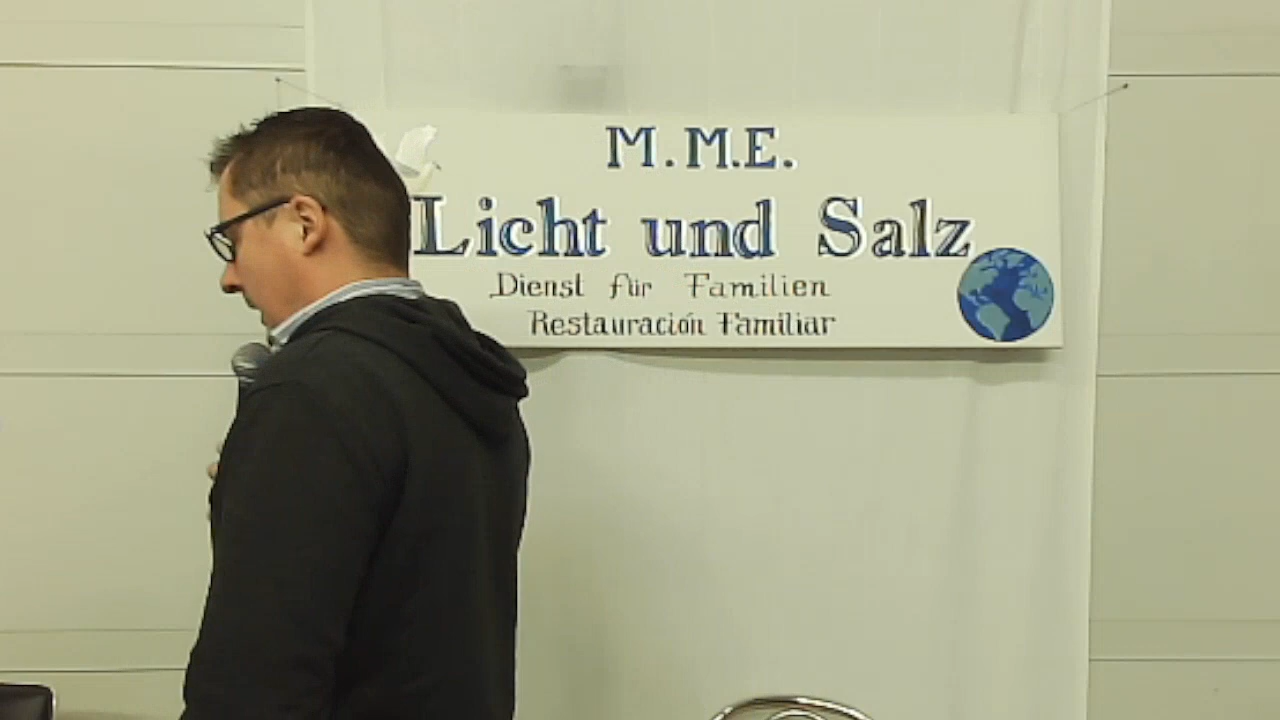 M.M.E.
Licht und Salz
Dienst für Familien
Restauración Familiar